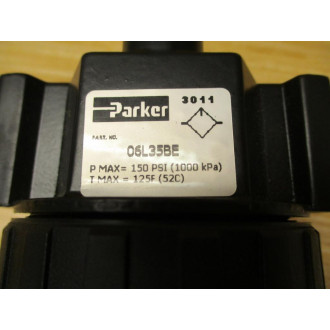 Parker
3011
PART. NO.
06L35BE
P MAX= 150 PSI (1000 kPa)
T MAX = 125F (52C)